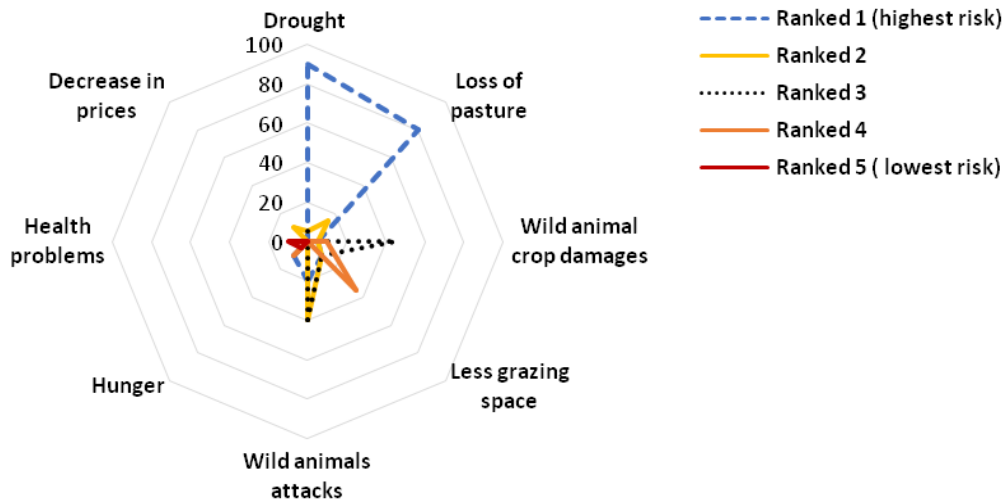 Drought
100
80
60
40
20
0
Loss of
pasture
Wild animal
crop damages
Less grazing
space
Wild animals
attacks
Hunger
Health
problems
Decrease in
prices
Ranked 1 (highest risk)
Ranked 2
Ranked 3
Ranked 4
Ranked 5 ( lowest risk)